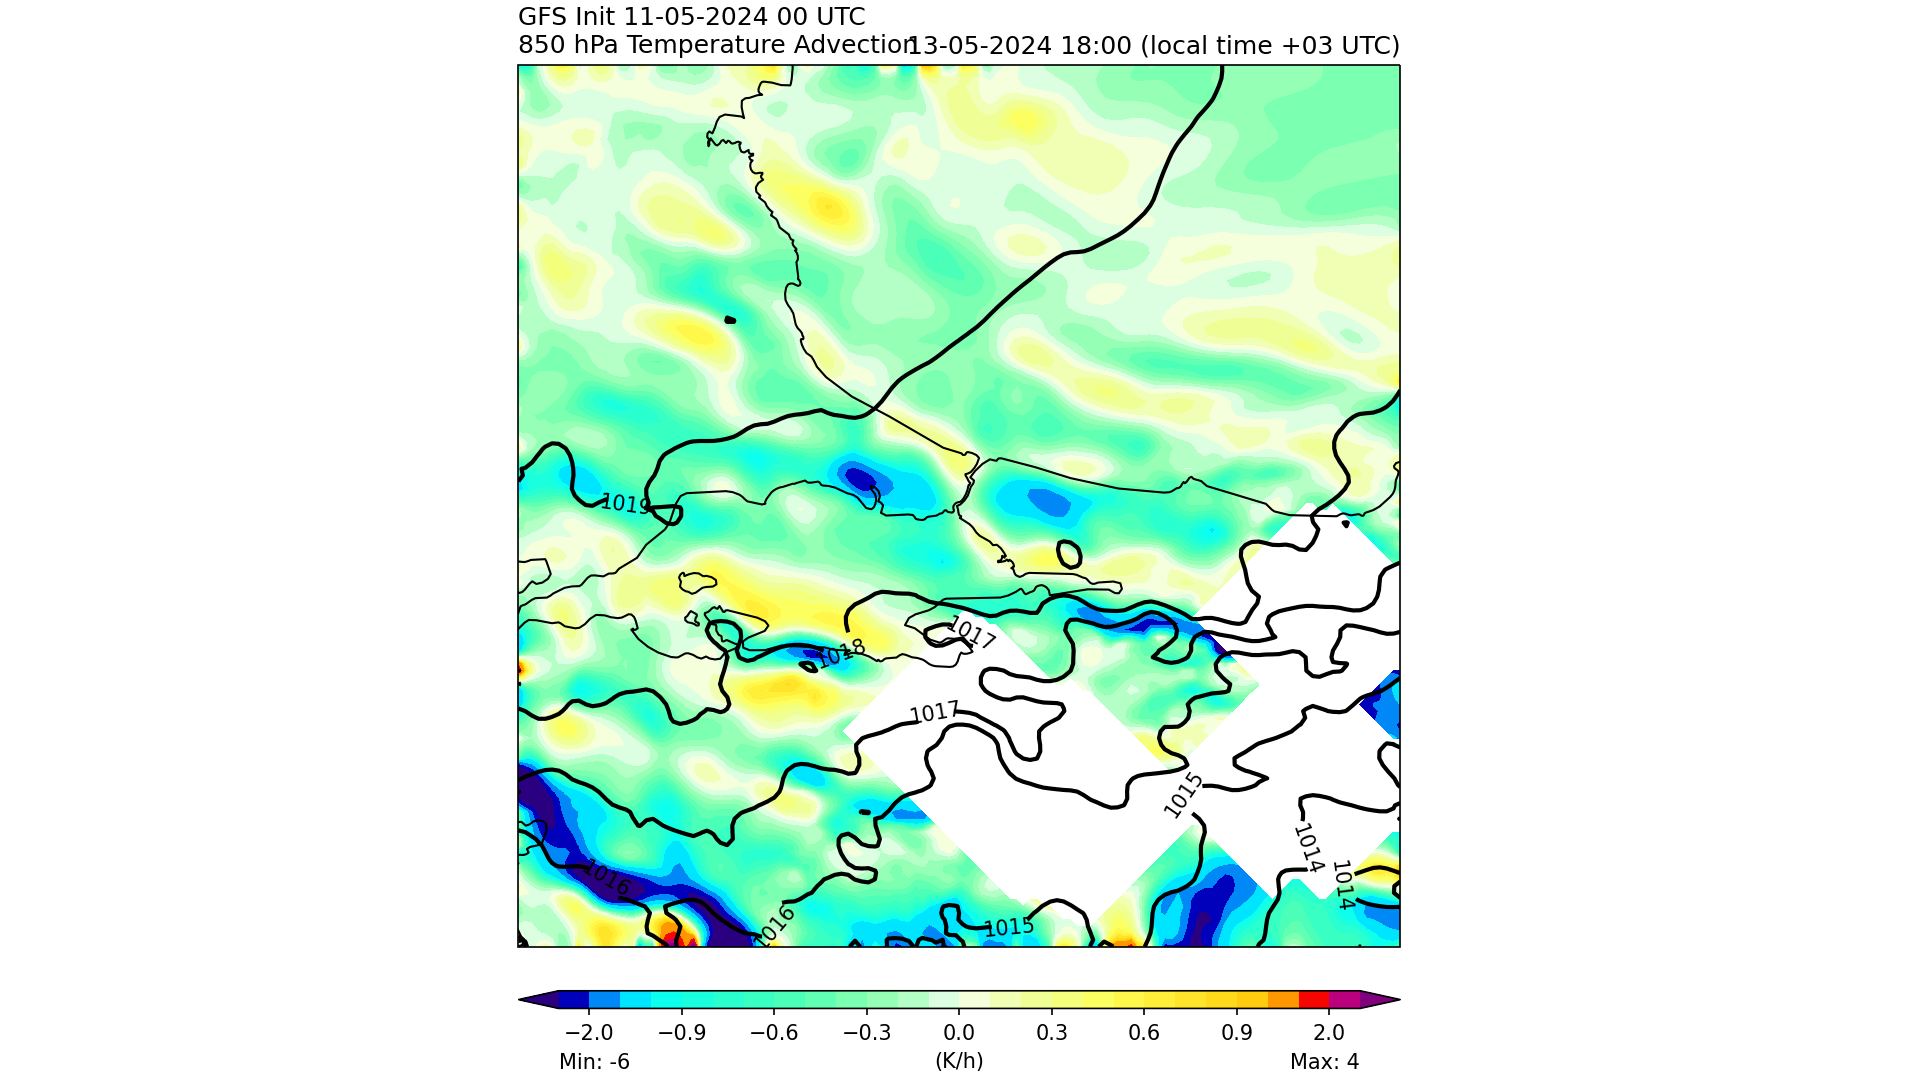 GFS Init 11-05-2024 00 UTC
850 hPa Temperature Advection
13-05-2024 18:00 (local time +03 UTC)
1019
1017
1018
1017
1015
1014
1014
1016
1016
1015
−2.0 −0.9 −0.6 −0.3 0.0 0.3 0.6 0.9 2.0
Min: -6 (K/h) Max: 4